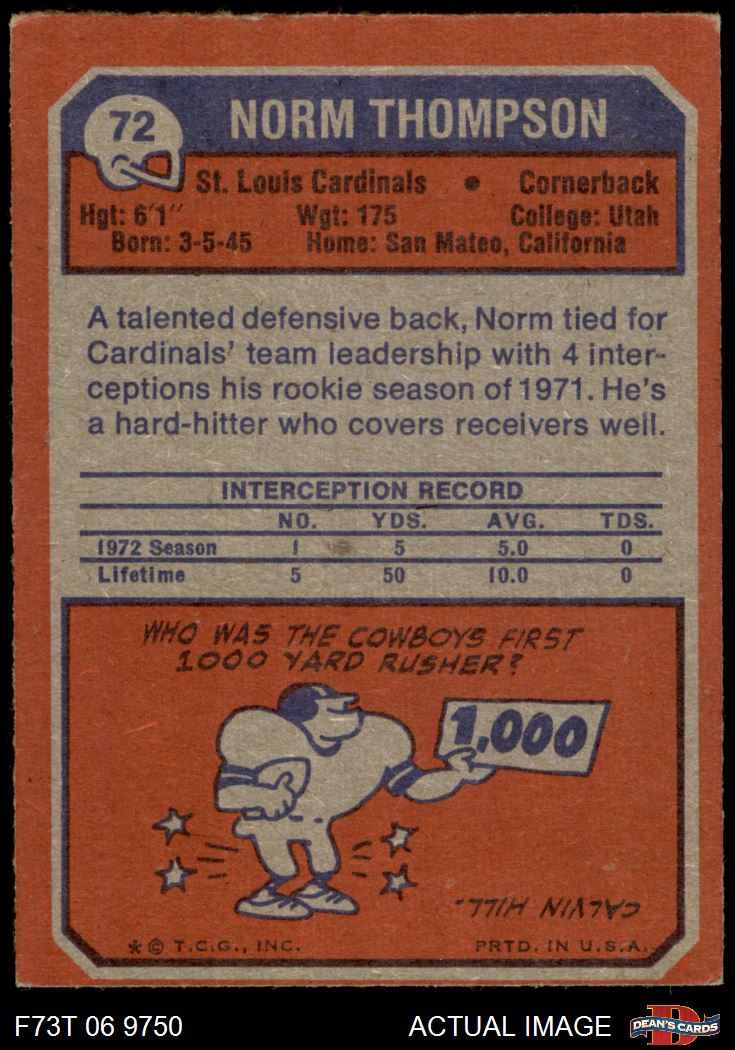 72
NORM THOMPSON
St. Louis Cardinals • Cornerback
Hgt: 6'1" Wgt: 175 College: Utah
Born: 3-5-45 Home: San Mateo, California
A talented defensive back, Norm tied for
Cardinals' team leadership with 4 inter-
ceptions his rookie season of 1971. He's
a hard-hitter who covers receivers well.
INTERCEPTION RECORD
NO. YDS. AVG. TDS.
1972 Season 1 5 5.0 0
Lifetime 5 50 10.0 0
WHO WAS THE COWBOYS FIRST
1000 YARD RUSHER?
1,000
CALVIN HILL.
* © T.C.G., INC. PRTD. IN U.S.A.
F73T 06 9750 ACTUAL IMAGE
D
DEAN'S CARDS